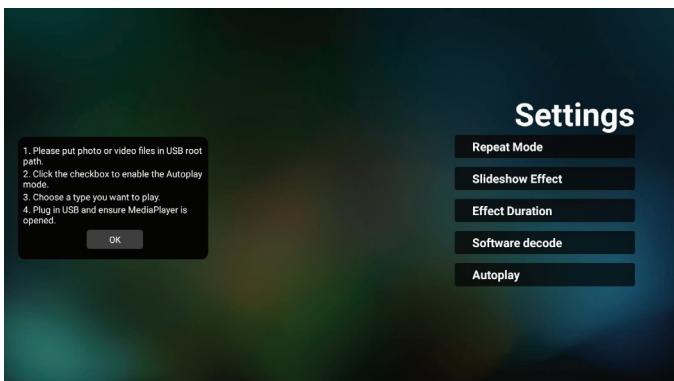 Settings
1. Please put photo or video files in USB root
path.
2. Click the checkbox to enable the Autoplay
mode.
3. Choose a type you want to play.
4. Plug in USB and ensure MediaPlayer is
opened.
OK
Repeat Mode
Slideshow Effect
Effect Duration
Software decode
Autoplay